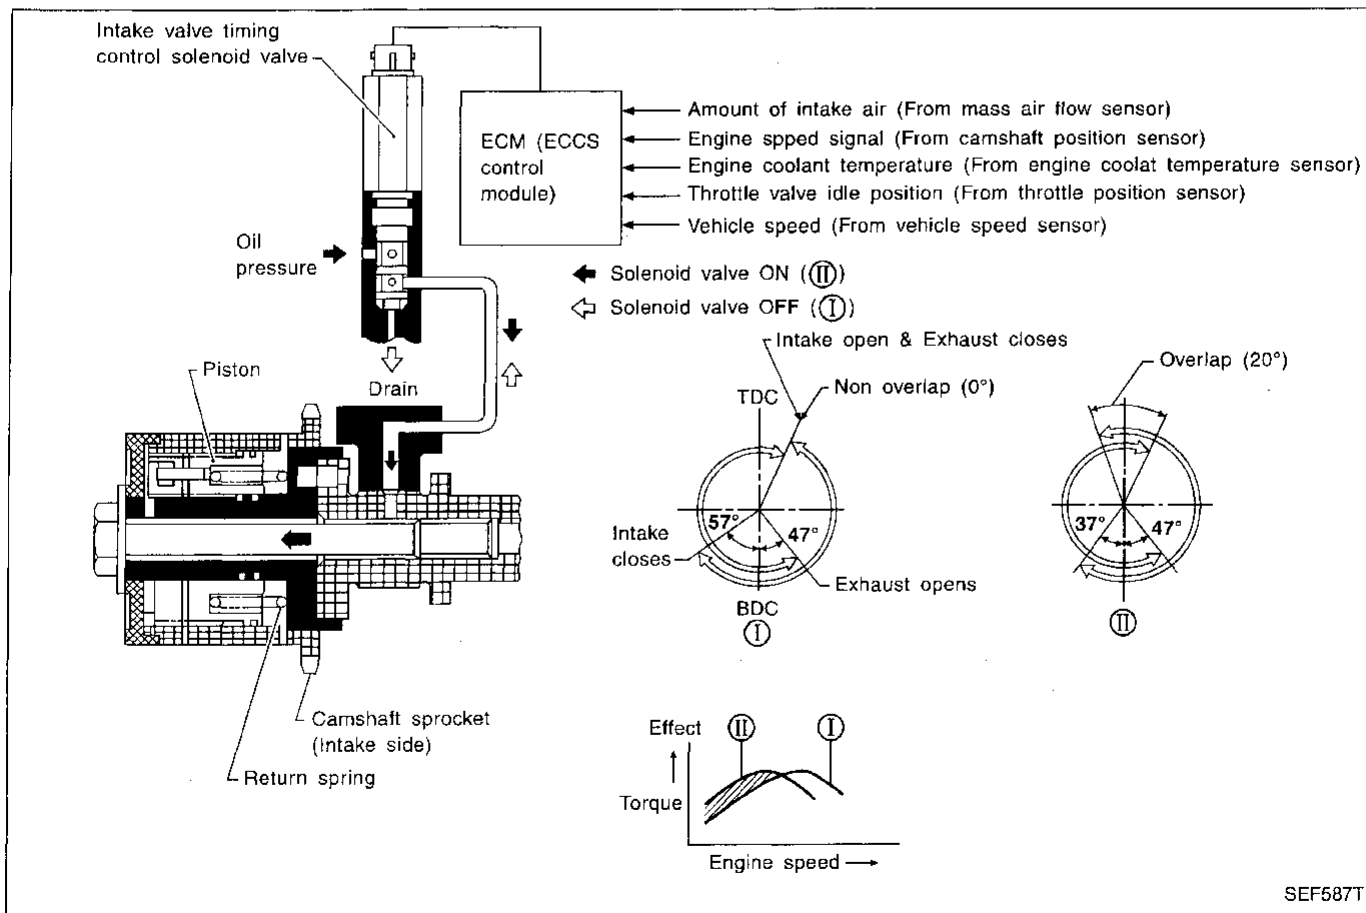 Intake valve timing
control solenoid valve
ECM (ECCS
control
module)
Amount of intake air (From mass air flow sensor)
Engine spped signal (From camshaft position sensor)
Engine coolant temperature (From engine coolat temperature sensor)
Throttle valve idle position (From throttle position sensor)
Vehicle speed (From vehicle speed sensor)
Oil
pressure
Solenoid valve ON (Ⅱ)
Solenoid valve OFF (Ⅰ)
Drain
Piston
Camshaft sprocket
(Intake side)
Return spring
Intake open & Exhaust closes
Non overlap (0°)
TDC
57°
47°
Intake
closes
Exhaust opens
BDC
Ⅰ
Overlap (20°)
37°
47°
Ⅱ
Effect
Ⅱ
Ⅰ
Torque
Engine speed
SEF587T